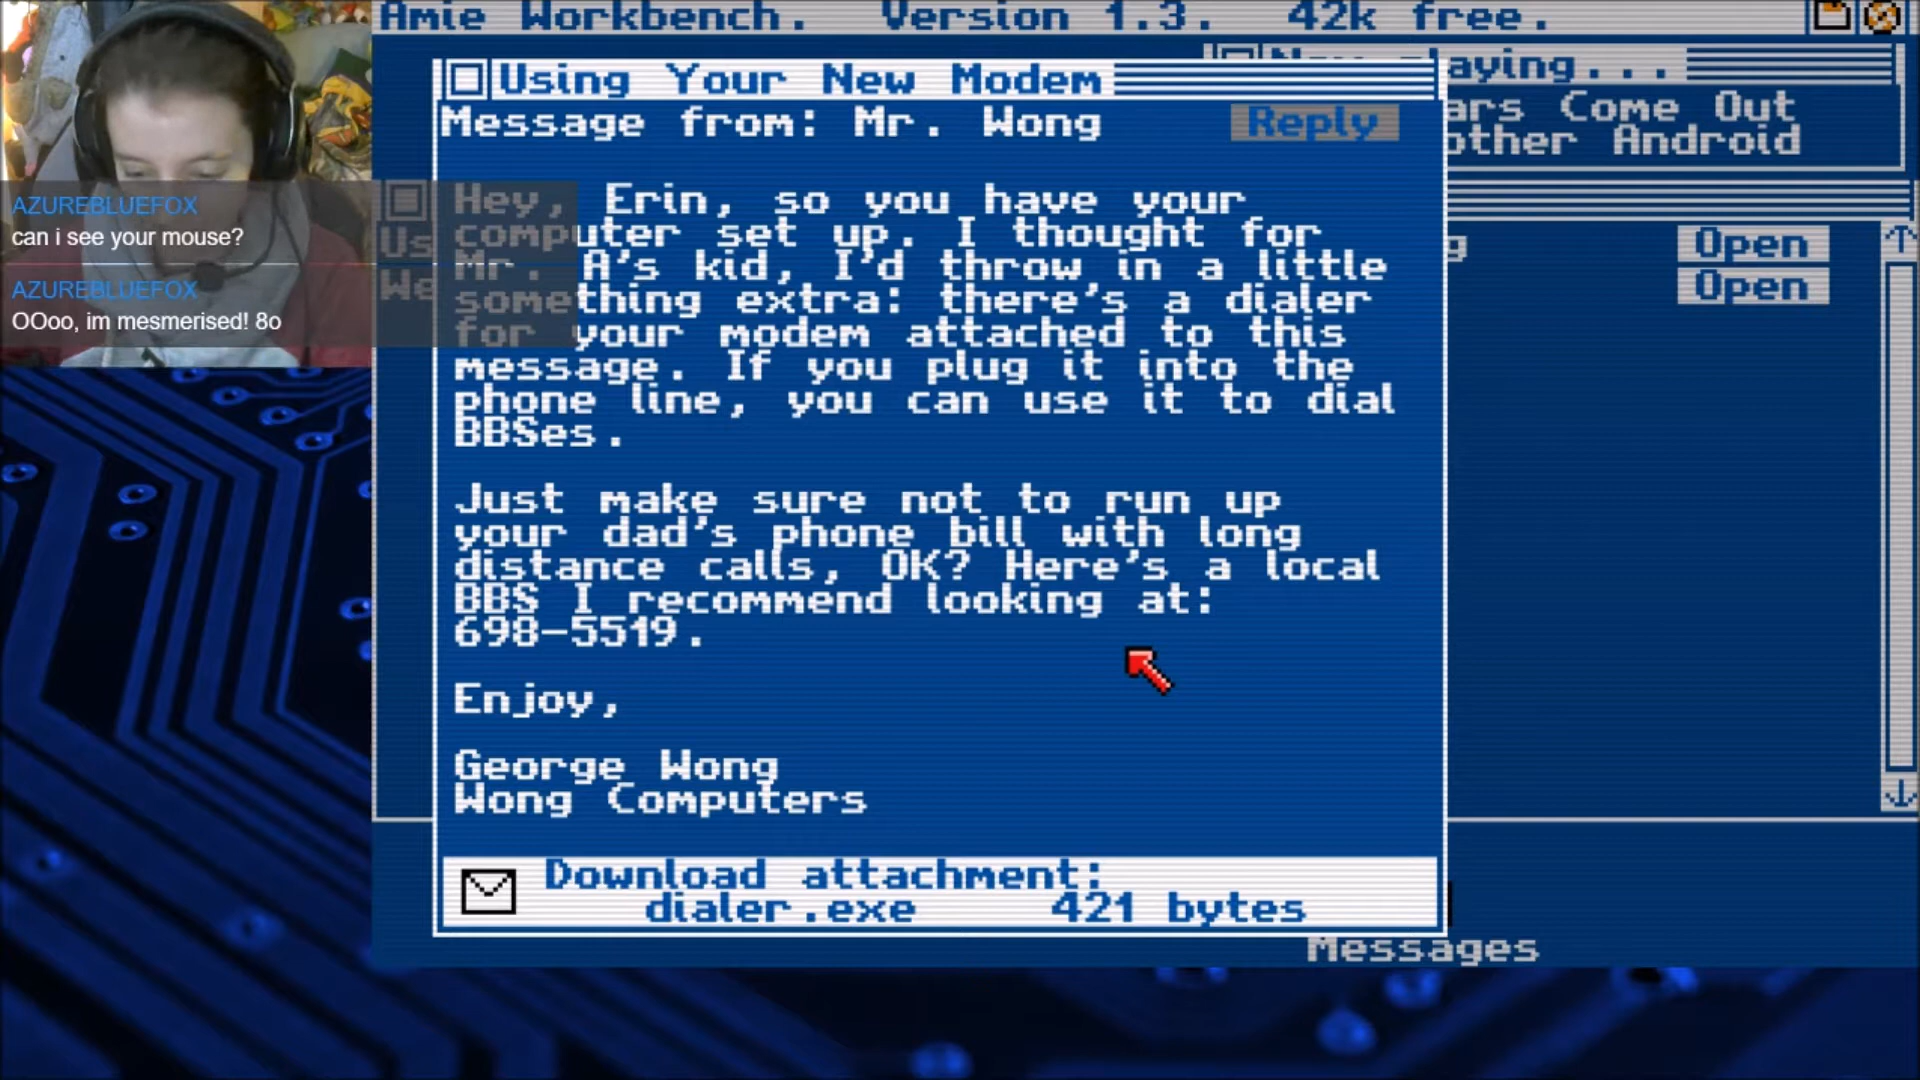 Amie Workbench. Version 1.3. 42k free.
aying...
ars Come Out
other Android
Using Your New Modem
Message from: Mr. Wong
Reply
AZUREBLUEFOX
can i see your mouse?
AZUREBLUEFOX
OOoo, im mesmerised! 8o
Us
We
g
Open
Open
Hey, Erin, so you have your
computer set up. I thought for
Mr. A's kid, I'd throw in a little
something extra: there's a dialer
for your modem attached to this
message. If you plug it into the
phone line, you can use it to dial
BBSes.
Just make sure not to run up
your dad's phone bill with long
distance calls, OK? Here's a local
BBS I recommend looking at:
698-5519.
Enjoy,
George Wong
Wong Computers
Download attachment:
dialer.exe 421 bytes
Messages